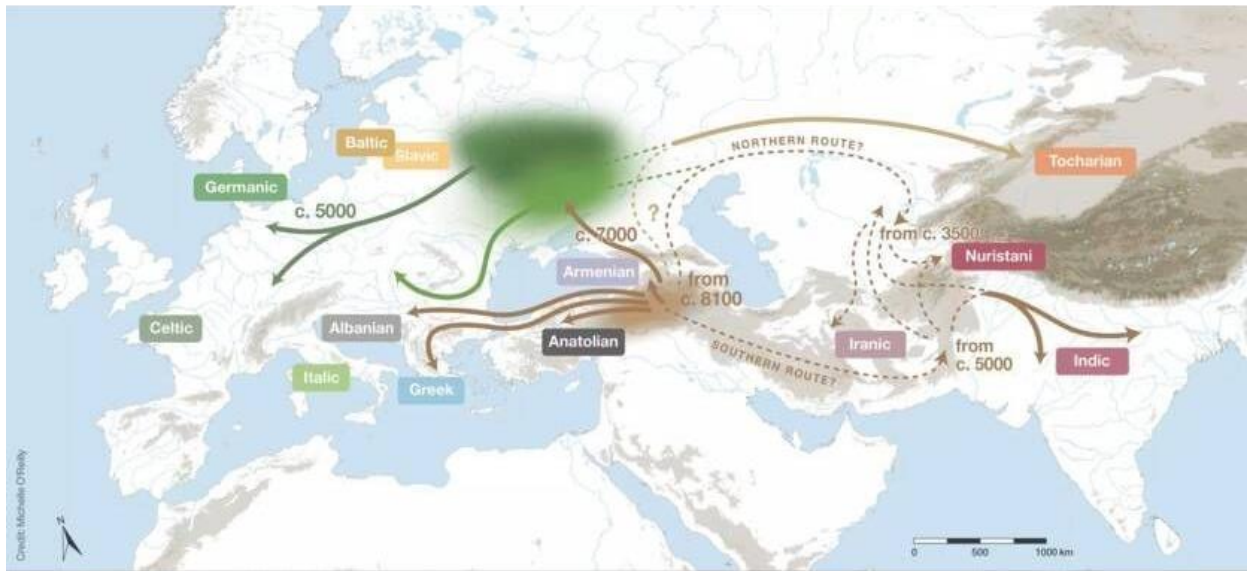 Baltic
Slavic
Germanic
c. 5000
NORTHERN ROUTE?
Tocharian
?
c. 7000
from c. 3500
Nuristani
Armenian
from
c. 8100
Celtic
Albanian
Anatolian
Iranic
from
c. 5000
Indic
SOUTHERN ROUTE?
Italic
Greek
Credit: Michelle O'Reilly
N
0 500 1000 km